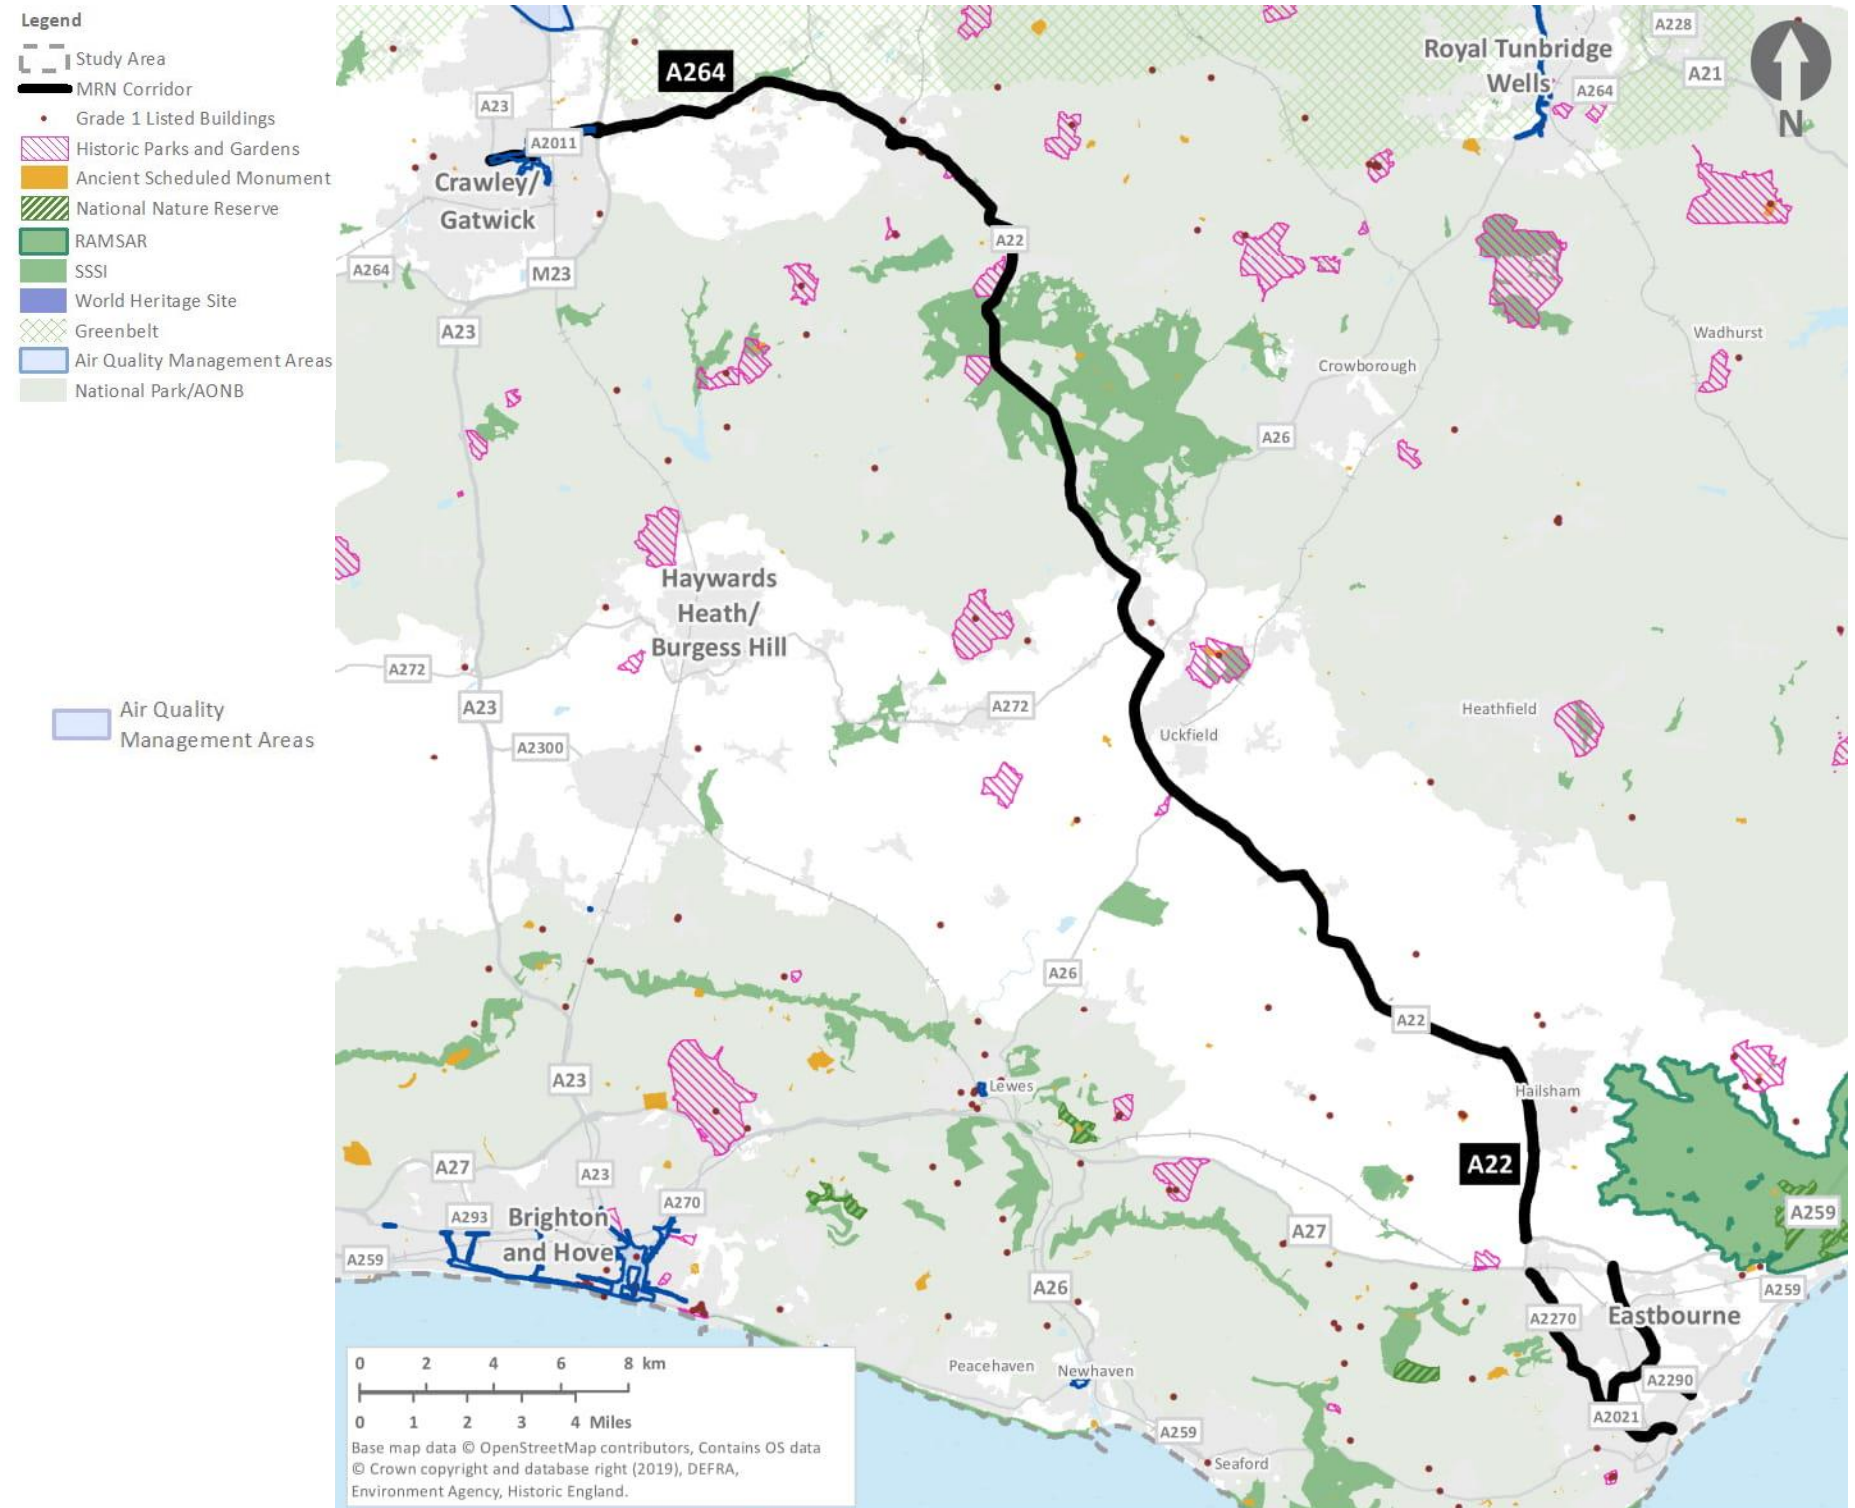 Legend
Study Area
MRN Corridor
Grade 1 Listed Buildings
Historic Parks and Gardens
Ancient Scheduled Monument
National Nature Reserve
RAMSAR
SSSI
World Heritage Site
Greenbelt
Air Quality Management Areas
National Park/AONB
Air Quality
Management Areas
A264
A23
A2011
Crawley/
Gatwick
A264
M23
A23
Royal Tunbridge
Wells
A228
A21
A264
N
A22
Wadhurst
Crowborough
A26
Haywards
Heath/
Burgess Hill
A272
A23
A2300
A272
Uckfield
Heathfield
A26
A22
A23
Lewes
Hailsham
A22
A27
A23
A270
A293
Brighton
and Hove
A259
A27
A259
A26
A259
A2270
Eastbourne
A2290
A2021
Peacehaven
Newhaven
A259
Seaford
0 2 4 6 8 km
0 1 2 3 4 Miles
Base map data © OpenStreetMap contributors, Contains OS data
© Crown copyright and database right (2019), DEFRA,
Environment Agency, Historic England.